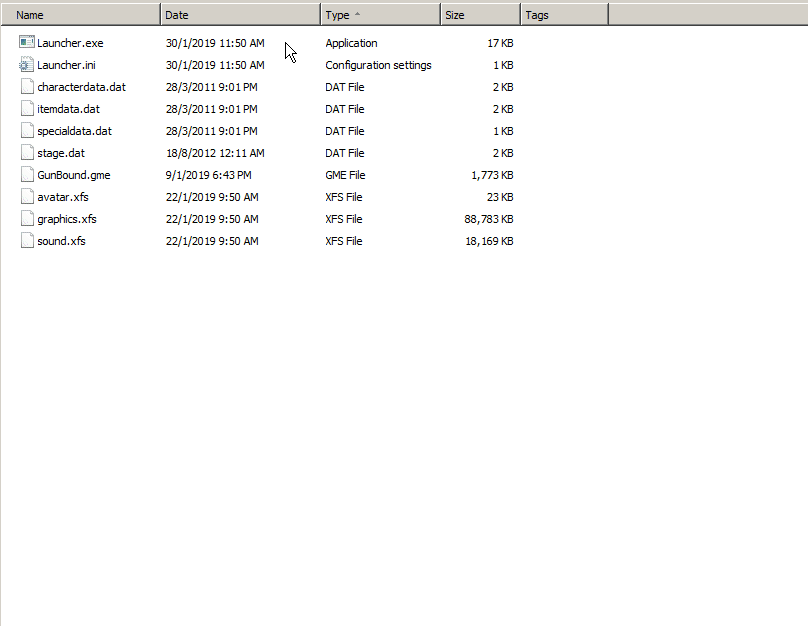 Name Date Type Size Tags
Launcher.exe 30/1/2019 11:50 AM Application 17 KB
Launcher.ini 30/1/2019 11:50 AM Configuration settings 1 KB
characterdata.dat 28/3/2011 9:01 PM DAT File 2 KB
itemdata.dat 28/3/2011 9:01 PM DAT File 2 KB
specialdata.dat 28/3/2011 9:01 PM DAT File 1 KB
stage.dat 18/8/2012 12:11 AM DAT File 2 KB
GunBound.gme 9/1/2019 6:43 PM GME File 1,773 KB
avatar.xfs 22/1/2019 9:50 AM XFS File 23 KB
graphics.xfs 22/1/2019 9:50 AM XFS File 88,783 KB
sound.xfs 22/1/2019 9:50 AM XFS File 18,169 KB